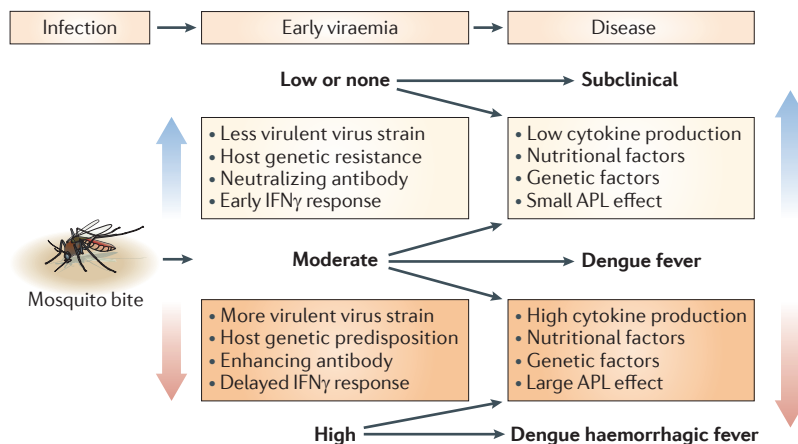 Infection
Early viraemia
Disease
Low or none
Subclinical
• Less virulent virus strain
• Host genetic resistance
• Neutralizing antibody
• Early IFNγ response
• Low cytokine production
• Nutritional factors
• Genetic factors
• Small APL effect
Mosquito bite
Moderate
Dengue fever
• More virulent virus strain
• Host genetic predisposition
• Enhancing antibody
• Delayed IFNγ response
• High cytokine production
• Nutritional factors
• Genetic factors
• Large APL effect
High
Dengue haemorrhagic fever